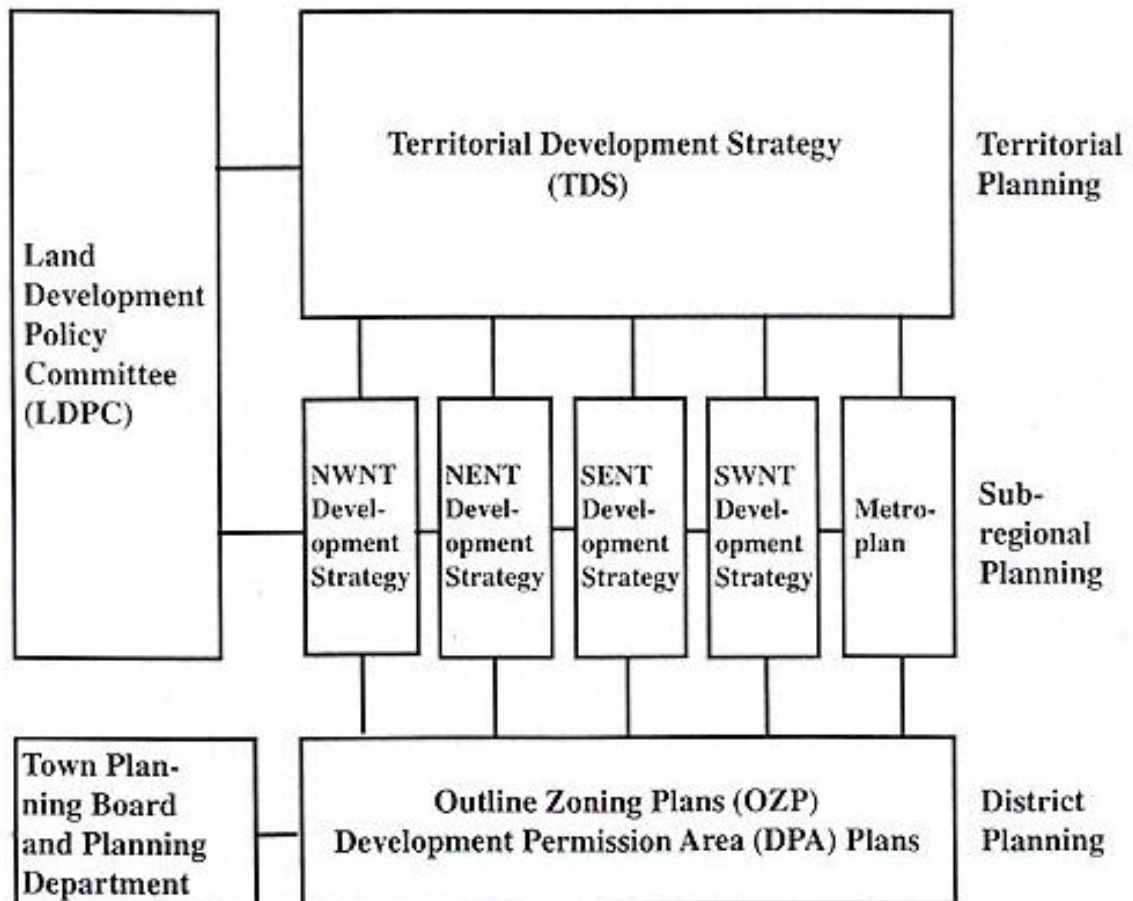 Land
Development
Policy
Committee
(LDPC)
Territorial Development Strategy
(TDS)
Territorial
Planning
NWNT
Devel-
opment
Strategy
NENT
Devel-
opment
Strategy
SENT
Devel-
opment
Strategy
SWNT
Devel-
opment
Strategy
Metro-
plan
Sub-
regional
Planning
Town Plan-
ning Board
and Planning
Department
Outline Zoning Plans (OZP)
Development Permission Area (DPA) Plans
District
Planning